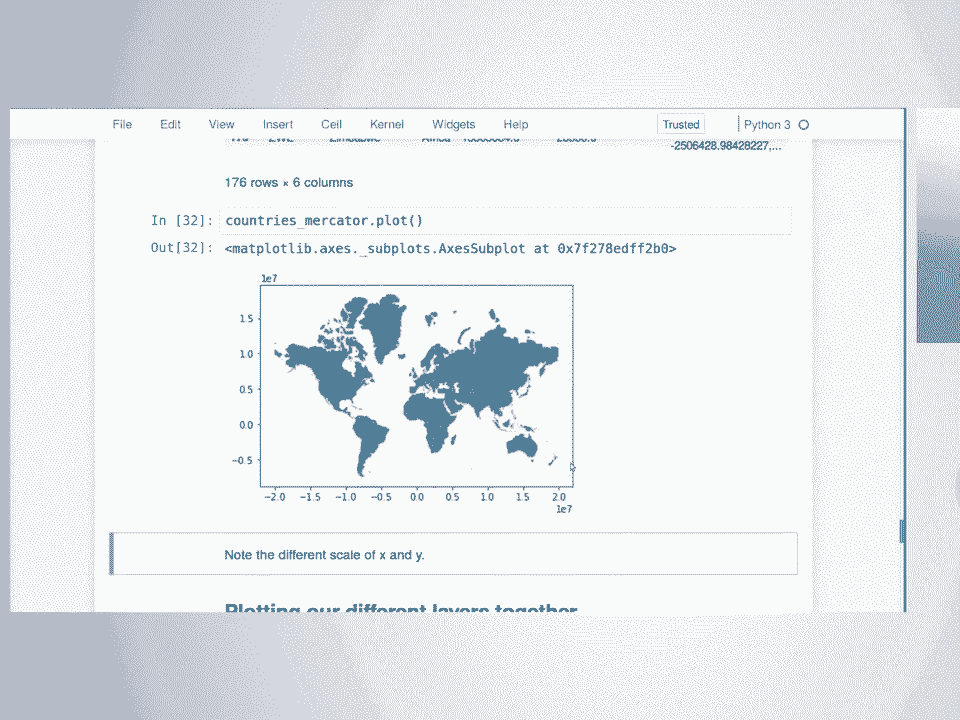 File Edit View Insert Cell Kernel Widgets Help Trusted Python 3
-2506428.98428227,...
176 rows × 6 columns
In [32]: countries_mercator.plot()
Out[32]: <matplotlib.axes._subplots.AxesSubplot at 0x7f278edff2b0>
1e7
1.5
1.0
0.5
0.0
−0.5
−2.0 −1.5 −1.0 −0.5 0.0 0.5 1.0 1.5 2.0
1e7
Note the different scale of x and y.
Plotting our different layers together